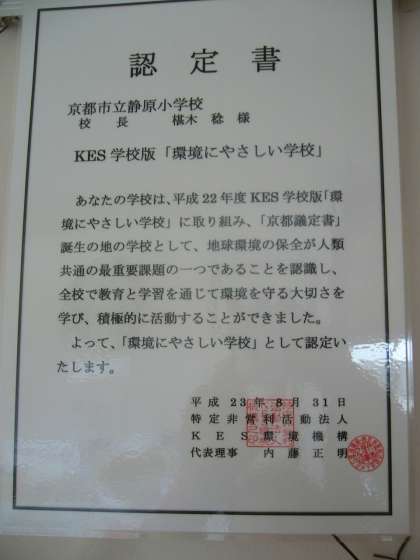 認定書
京都市立静原小学校
校長 椹木 稔 様
KES 学校版「環境にやさしい学校」
あなたの学校は、平成22年度KES学校版「環
境にやさしい学校」に取り組み、「京都議定書」
誕生の地の学校として、地球環境の保全が人類
共通の最重要課題の一つであることを認識し、
全校で教育と学習を通じて環境を守る大切さを
学び、積極的に活動することができました。
よって、「環境にやさしい学校」として認定い
たします。
平成23年8月31日
特定非営利活動法人
KES環境機構
代表理事 内藤正明